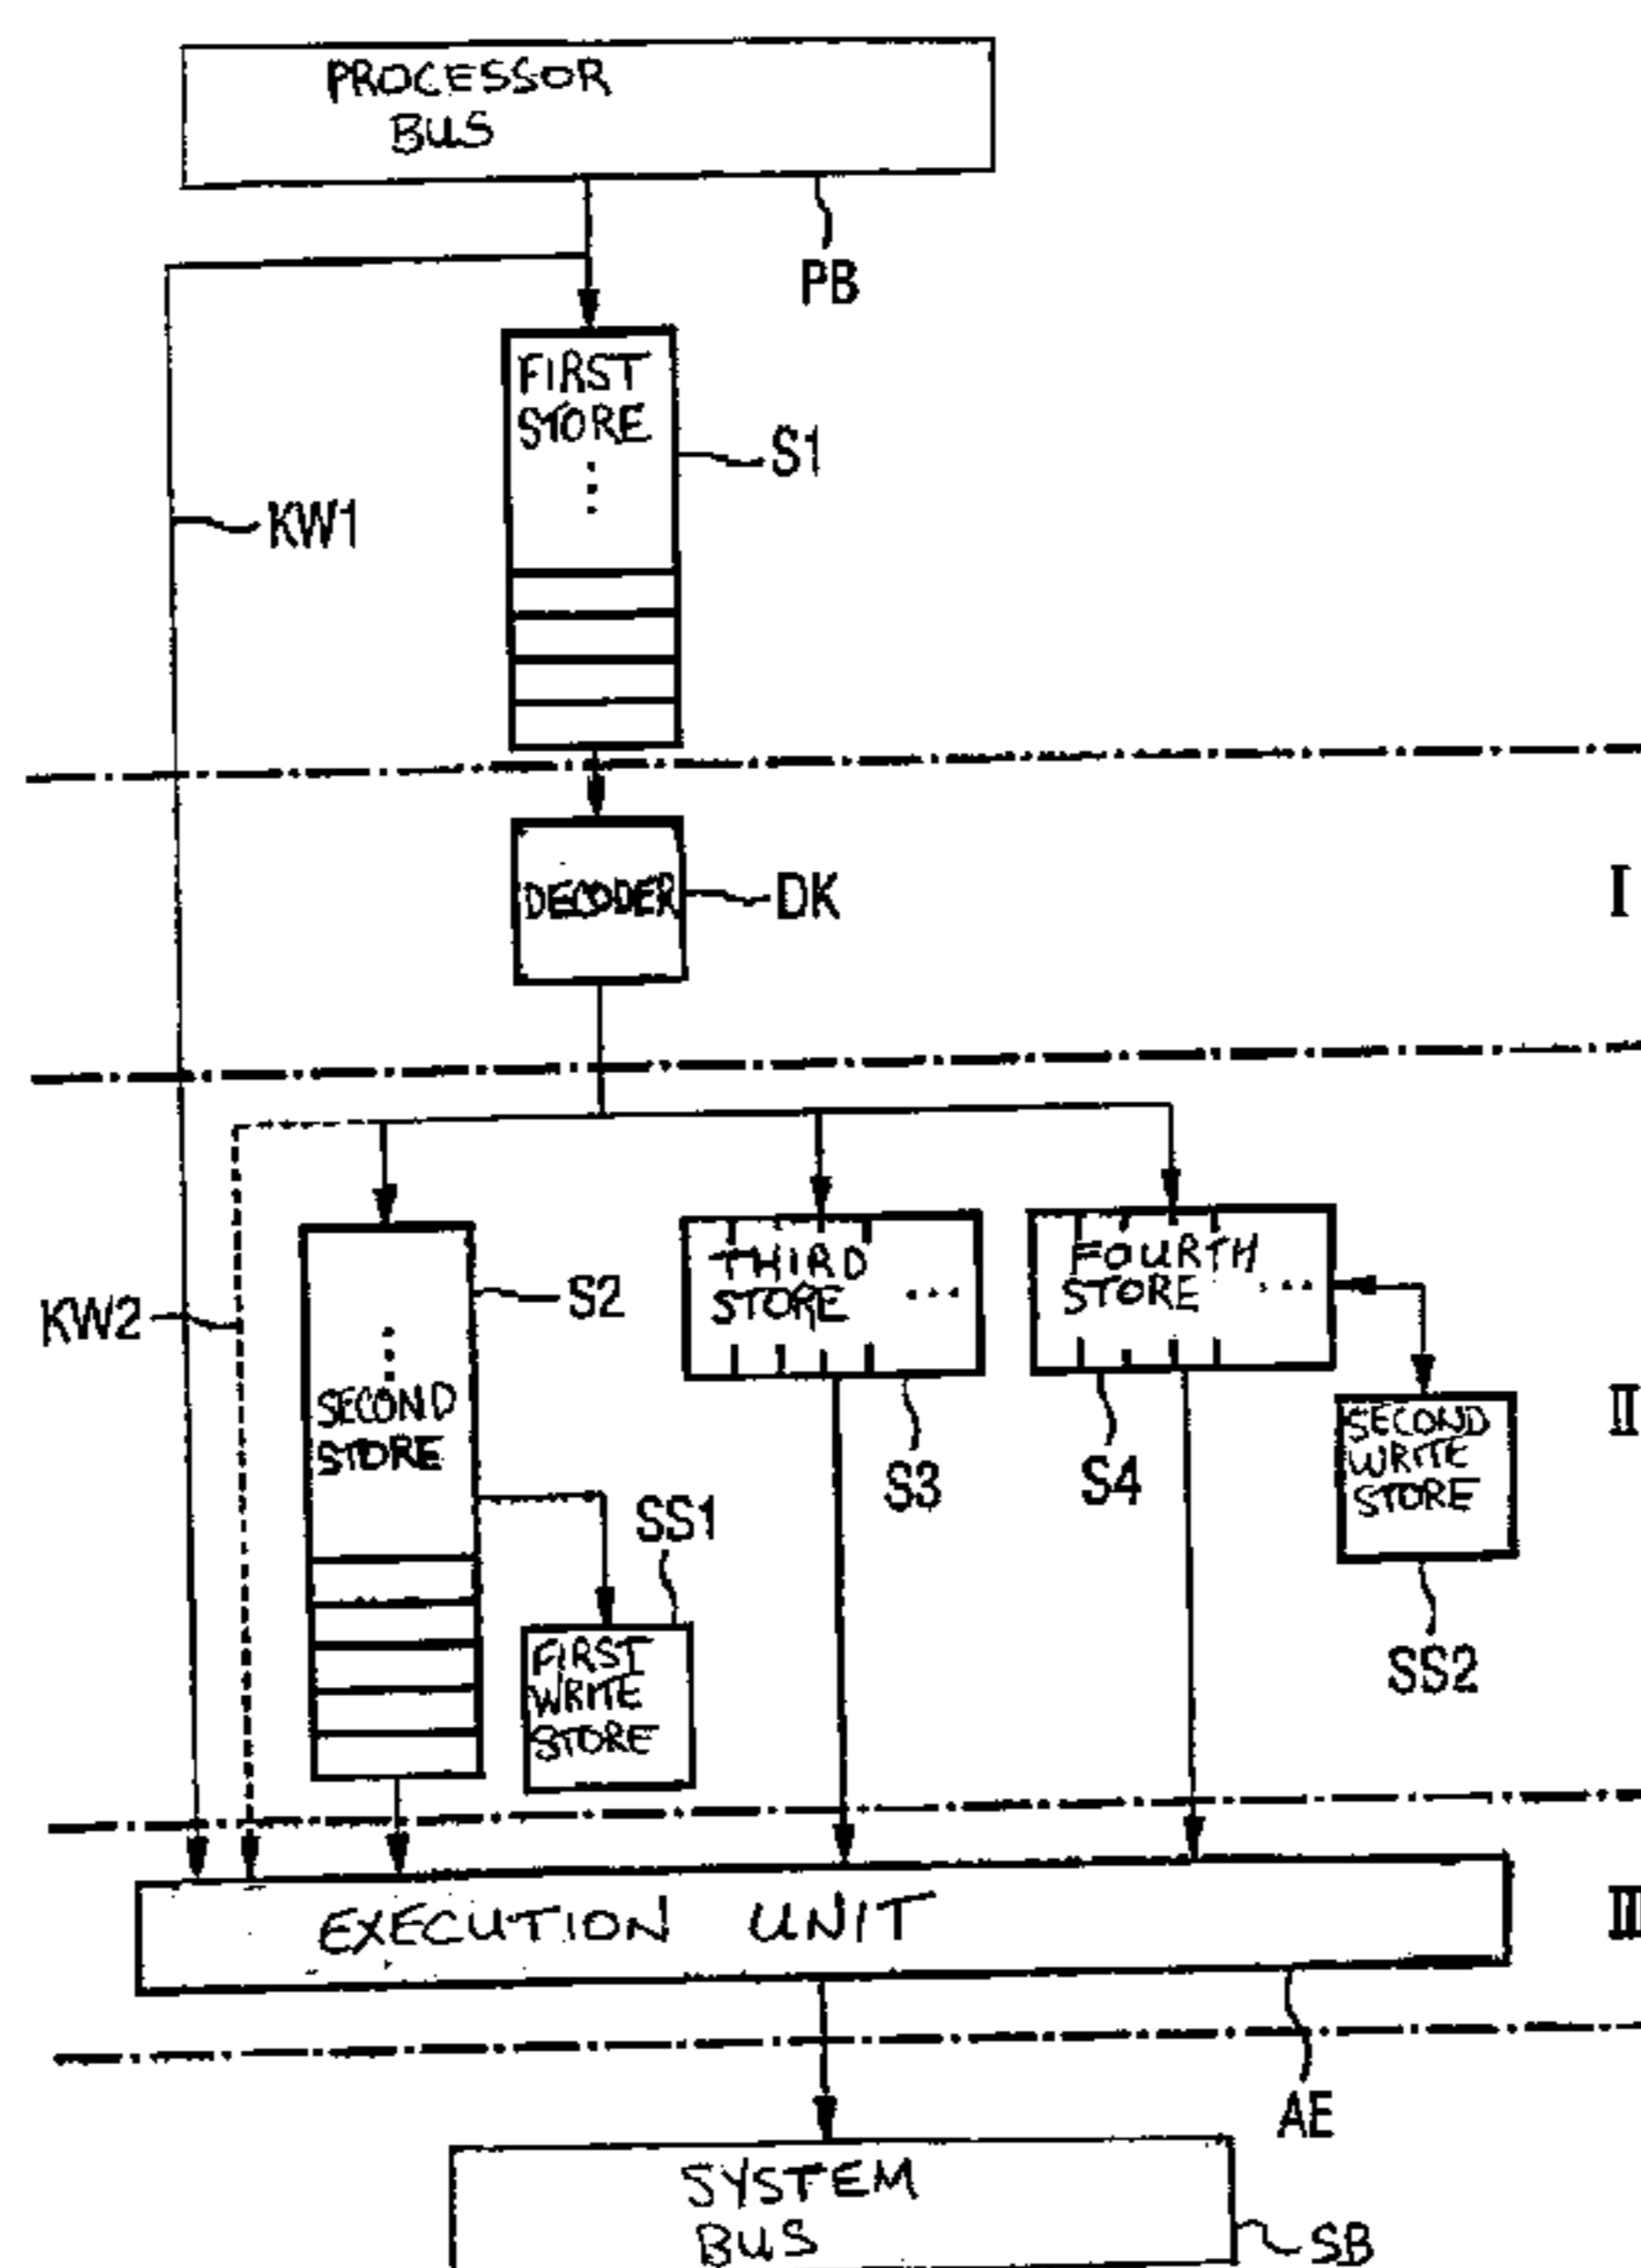 PROCESSOR
BUS
PB
FIRST
STORE
S1
KW1
DECODER
DK
I
THIRD
STORE
FOURTH
STORE
S2
KW2
SECOND
STORE
S3
S4
SECOND
WRITE
STORE
II
SS1
FIRST
WRITE
STORE
SS2
EXECUTION UNIT
III
AE
SYSTEM
BUS
SB